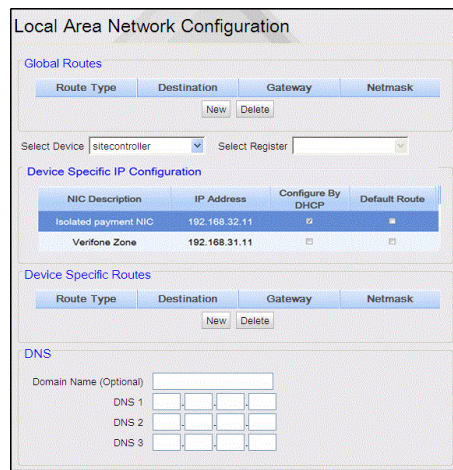 Local Area Network Configuration
Global Routes
Route Type Destination Gateway Netmask
New Delete
Select Device sitecontroller Select Register
Device Specific IP Configuration
NIC Description IP Address Configure By DHCP Default Route
Isolated payment NIC 192.168.32.11
Verifone Zone 192.168.31.11
Device Specific Routes
Route Type Destination Gateway Netmask
New Delete
DNS
Domain Name (Optional)
DNS 1 . . .
DNS 2 . . .
DNS 3 . . .